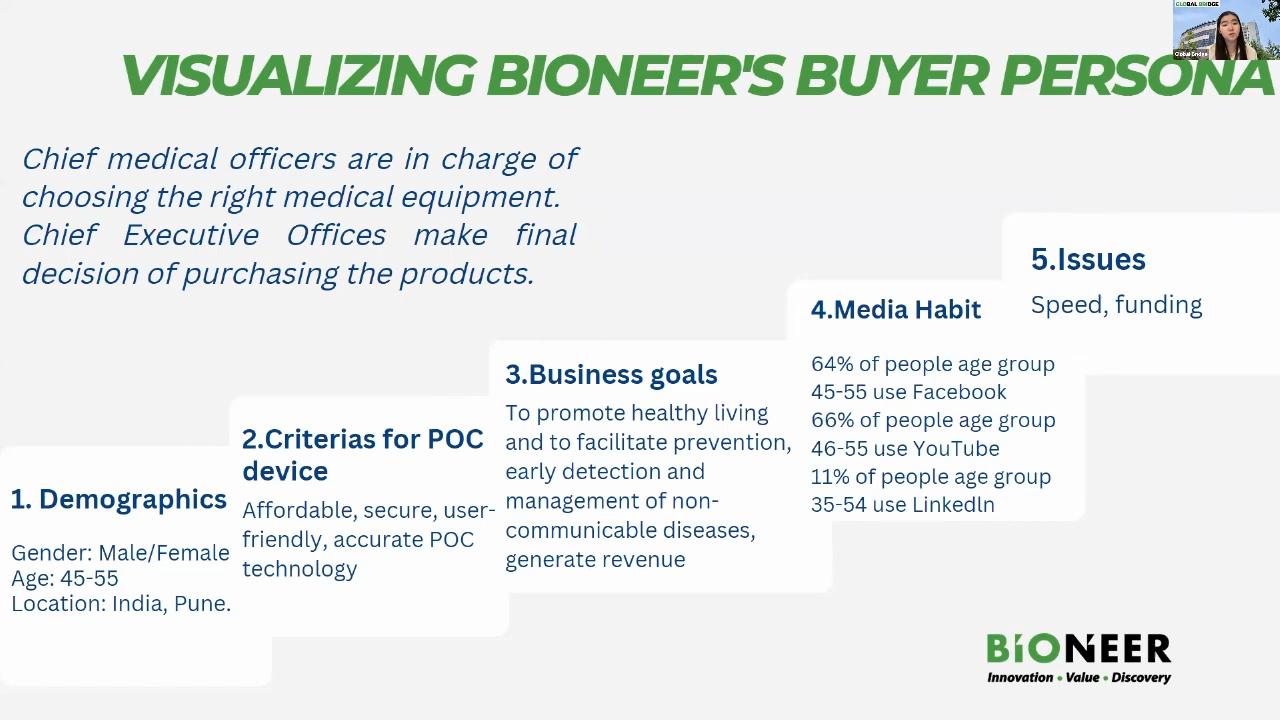 GLOBAL BRIDGE
VISUALIZING BIONEER'S BUYER PERSONA
Chief medical officers are in charge of
choosing the right medical equipment.
Chief Executive Offices make final
decision of purchasing the products.
1. Demographics
Gender: Male/Female
Age: 45-55
Location: India, Pune.
2.Criterias for POC
device
Affordable, secure, user-
friendly, accurate POC
technology
3.Business goals
To promote healthy living
and to facilitate prevention,
early detection and
management of non-
communicable diseases,
generate revenue
4.Media Habit
64% of people age group
45-55 use Facebook
66% of people age group
46-55 use YouTube
11% of people age group
35-54 use LinkedIn
5.Issues
Speed, funding
BIONEER
Innovation • Value • Discovery